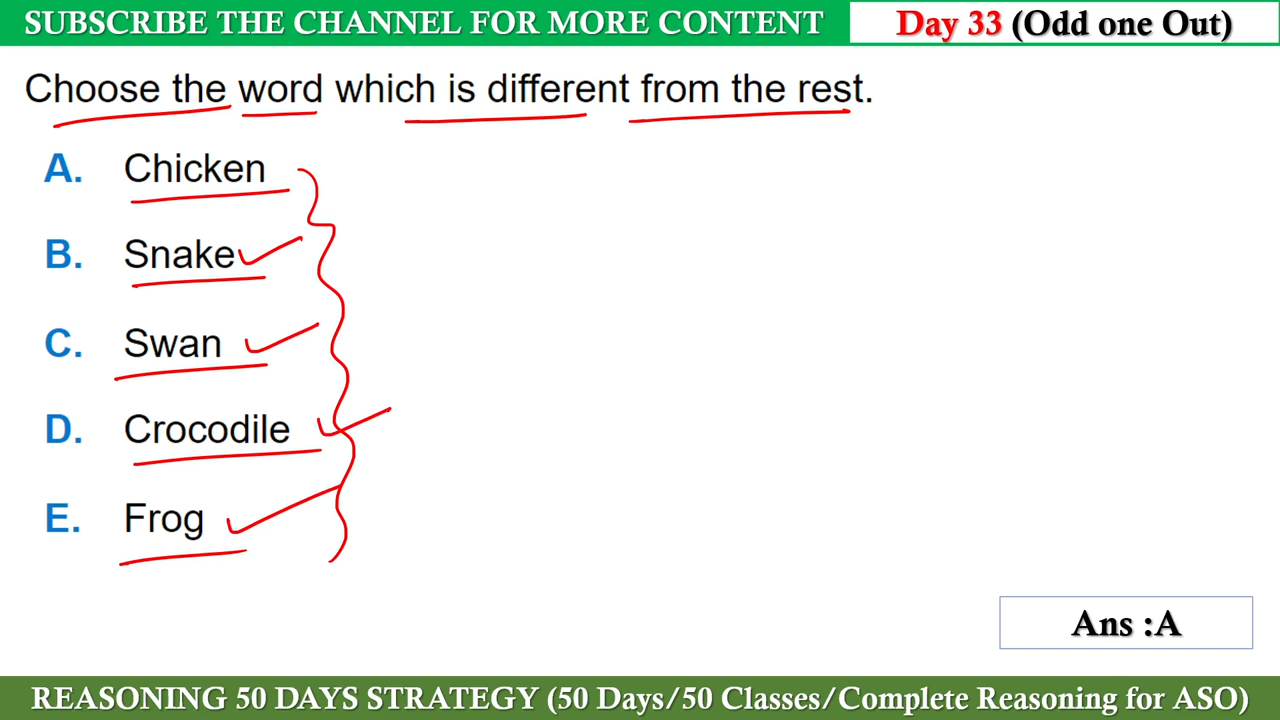 SUBSCRIBE THE CHANNEL FOR MORE CONTENT
Day 33 (Odd one Out)
Choose the word which is different from the rest.
A. Chicken
B. Snake
C. Swan
D. Crocodile
E. Frog
Ans :A
REASONING 50 DAYS STRATEGY (50 Days/50 Classes/Complete Reasoning for ASO)